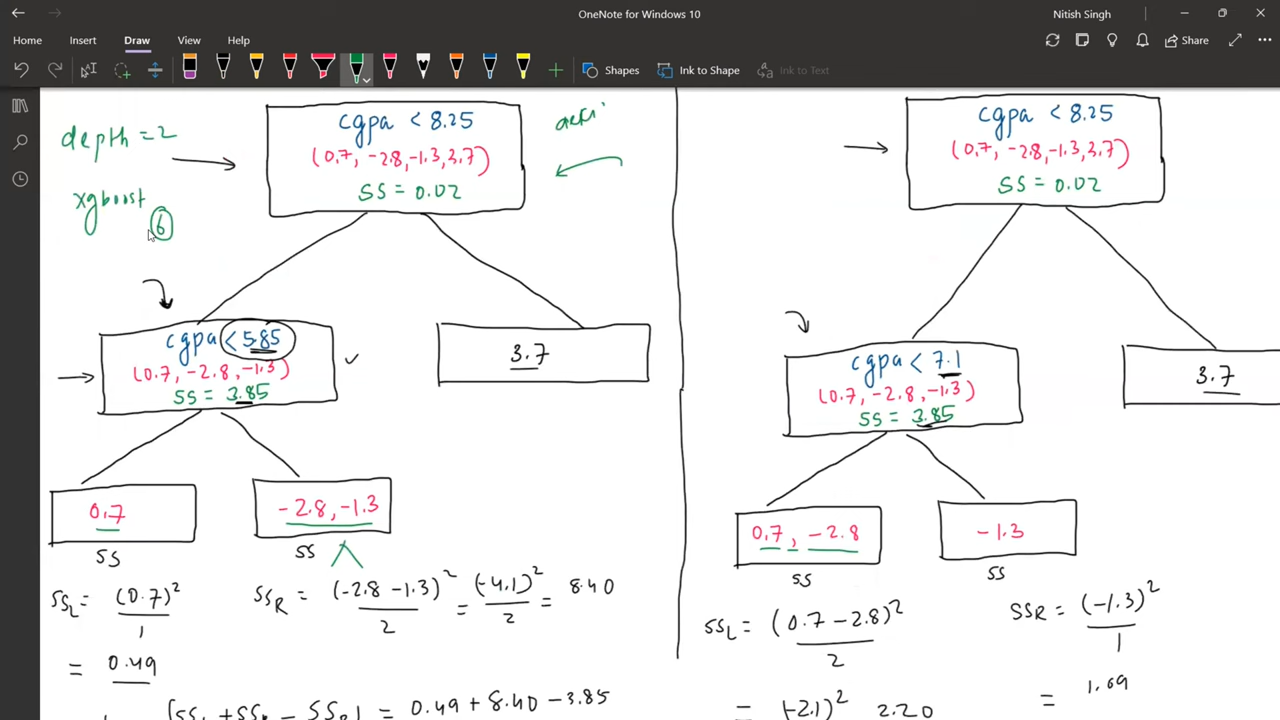 OneNote for Windows 10
Nitish Singh
Home Insert Draw View Help
Share
Shapes
Ink to Shape
Ink to Text
depth = 2
xgboost
6
cgpa < 8.25
(0.7, -2.8, -1.3, 3.7)
SS = 0.02
cgpa < 5.85
(0.7, -2.8, -1.3)
SS = 3.85
3.7
0.7
SS
-2.8, -1.3
SS
SSL = (0.7)² / 1
= 0.49
SSR = (-2.8 -1.3)² / 2 = (-4.1)² / 2 = 8.40
= 0.49 + 8.40 - 3.85
cgpa < 8.25
(0.7, -2.8, -1.3, 3.7)
SS = 0.02
cgpa < 7.1
(0.7, -2.8, -1.3)
SS = 3.85
3.7
0.7, -2.8
SS
-1.3
SS
SSL = (0.7 - 2.8)² / 2
= (-2.1)² 2.20
SSR = (-1.3)² / 1
= 1.69